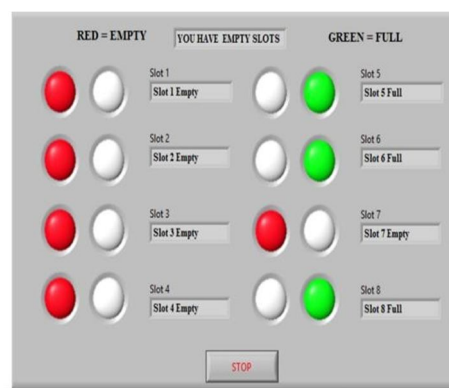 RED = EMPTY
YOU HAVE EMPTY SLOTS
GREEN = FULL
Slot 1
Slot 1 Empty
Slot 2
Slot 2 Empty
Slot 3
Slot 3 Empty
Slot 4
Slot 4 Empty
Slot 5
Slot 5 Full
Slot 6
Slot 6 Full
Slot 7
Slot 7 Empty
Slot 8
Slot 8 Full
STOP